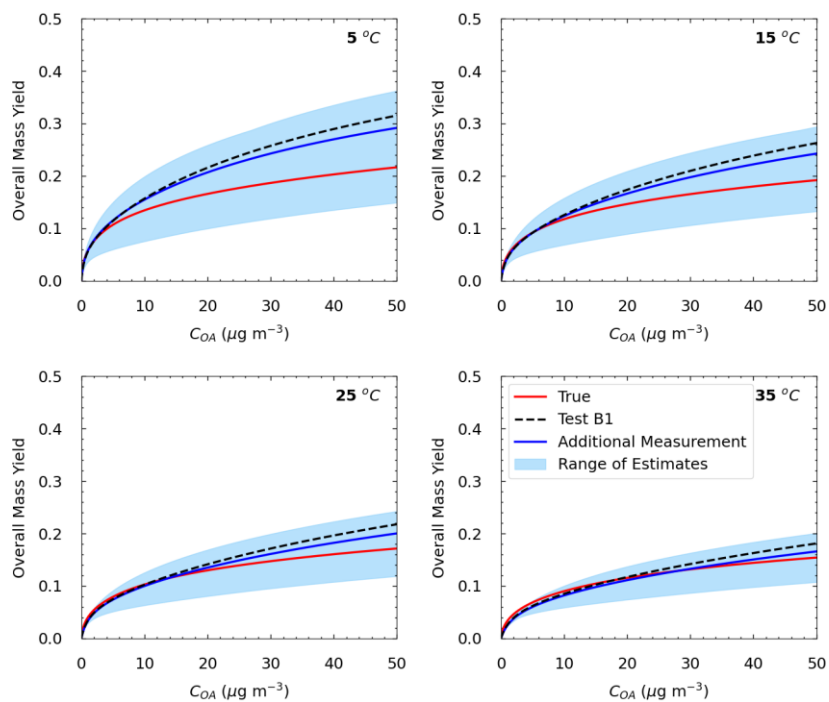 0.5
0.4
0.3
0.2
0.1
0.0
Overall Mass Yield
5 °C
0 10 20 30 40 50
C_OA (μg m⁻³)
0.5
0.4
0.3
0.2
0.1
0.0
Overall Mass Yield
15 °C
0 10 20 30 40 50
C_OA (μg m⁻³)
0.5
0.4
0.3
0.2
0.1
0.0
Overall Mass Yield
25 °C
0 10 20 30 40 50
C_OA (μg m⁻³)
0.5
0.4
0.3
0.2
0.1
0.0
Overall Mass Yield
35 °C
True
Test B1
Additional Measurement
Range of Estimates
0 10 20 30 40 50
C_OA (μg m⁻³)